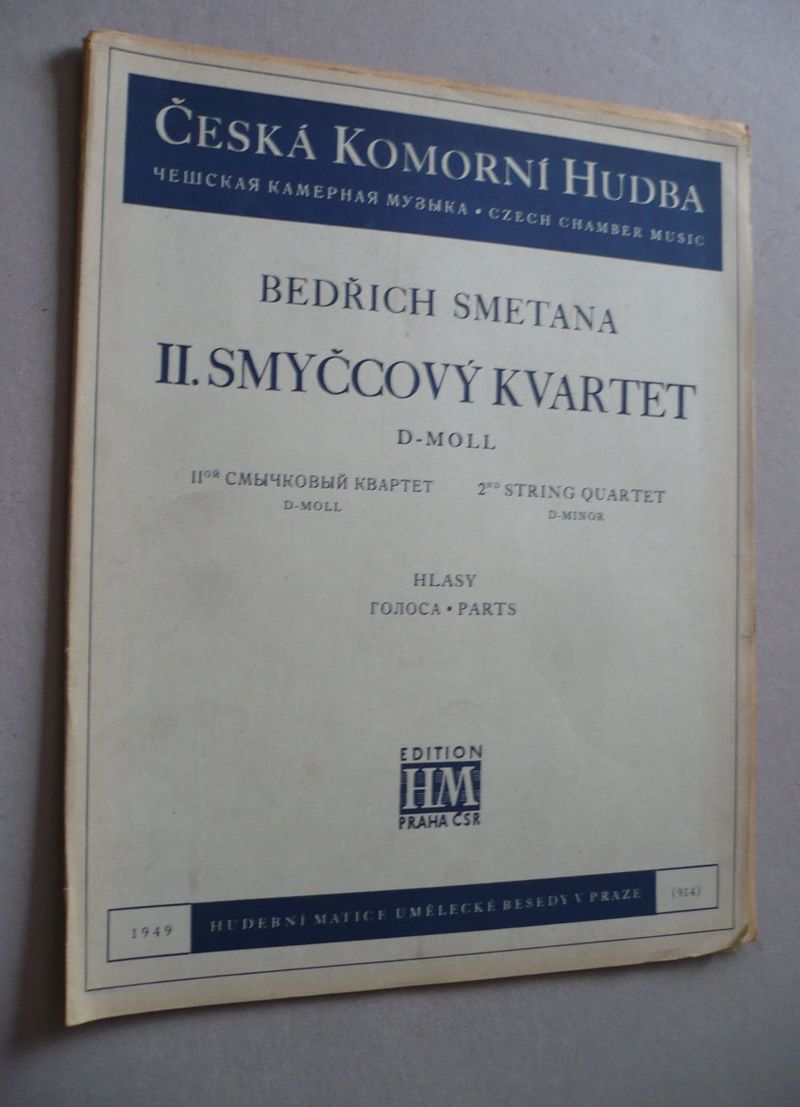 ČESKÁ KOMORNÍ HUDBA
ЧЕШСКАЯ КАМЕРНАЯ МУЗЫКА • CZECH CHAMBER MUSIC
BEDŘICH SMETANA
II. SMYČCOVÝ KVARTET
D-MOLL
IIОЙ СМЫЧКОВЫЙ КВАРТЕТ
D-MOLL
2ND STRING QUARTET
D-MINOR
HLASY
ГОЛОСА • PARTS
EDITION
HM
PRAHA ČSR
1949 HUDEBNÍ MATICE UMĚLECKÉ BESEDY V PRAZE (914)